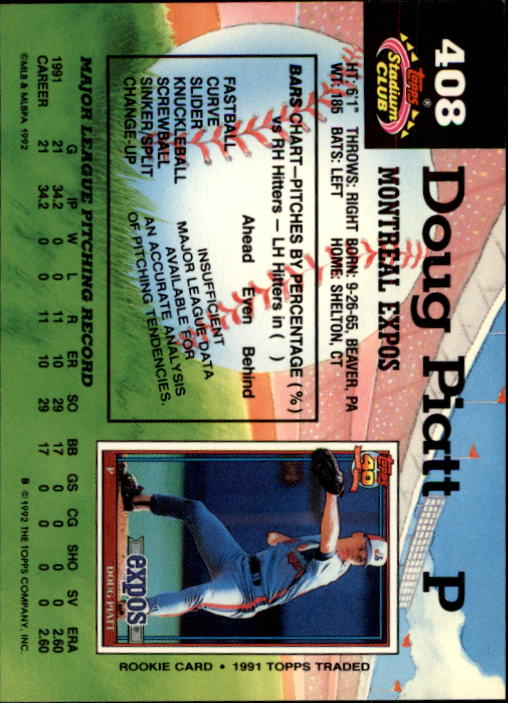 408
Topps®
Stadium
CLUB
Doug Piatt P
MONTREAL EXPOS
HT: 6'1" THROWS: RIGHT BORN: 9-26-65, BEAVER, PA
WT: 185 BATS: LEFT HOME: SHELTON, CT
BARS CHART—PITCHES BY PERCENTAGE (%)
vs RH Hitters — LH Hitters in ( )
Ahead Even Behind
FASTBALL
CURVE
SLIDER
KNUCKLEBALL
SCREWBALL
SINKER/SPLIT
CHANGE-UP
INSUFFICIENT
MAJOR LEAGUE DATA
AVAILABLE FOR
AN ACCURATE ANALYSIS
OF PITCHING TENDENCIES.
Topps
40
P
expos
DOUG PIATT
ROOKIE CARD • 1991 TOPPS TRADED
MAJOR LEAGUE PITCHING RECORD
G IP W L R ER SO BB GS CG SHO SV ERA
1991 21 34.2 0 0 11 10 29 17 0 0 0 0 2.60
CAREER 21 34.2 0 0 11 10 29 17 0 0 0 0 2.60
©MLB & MLBPA 1992
B © 1992 THE TOPPS COMPANY, INC.